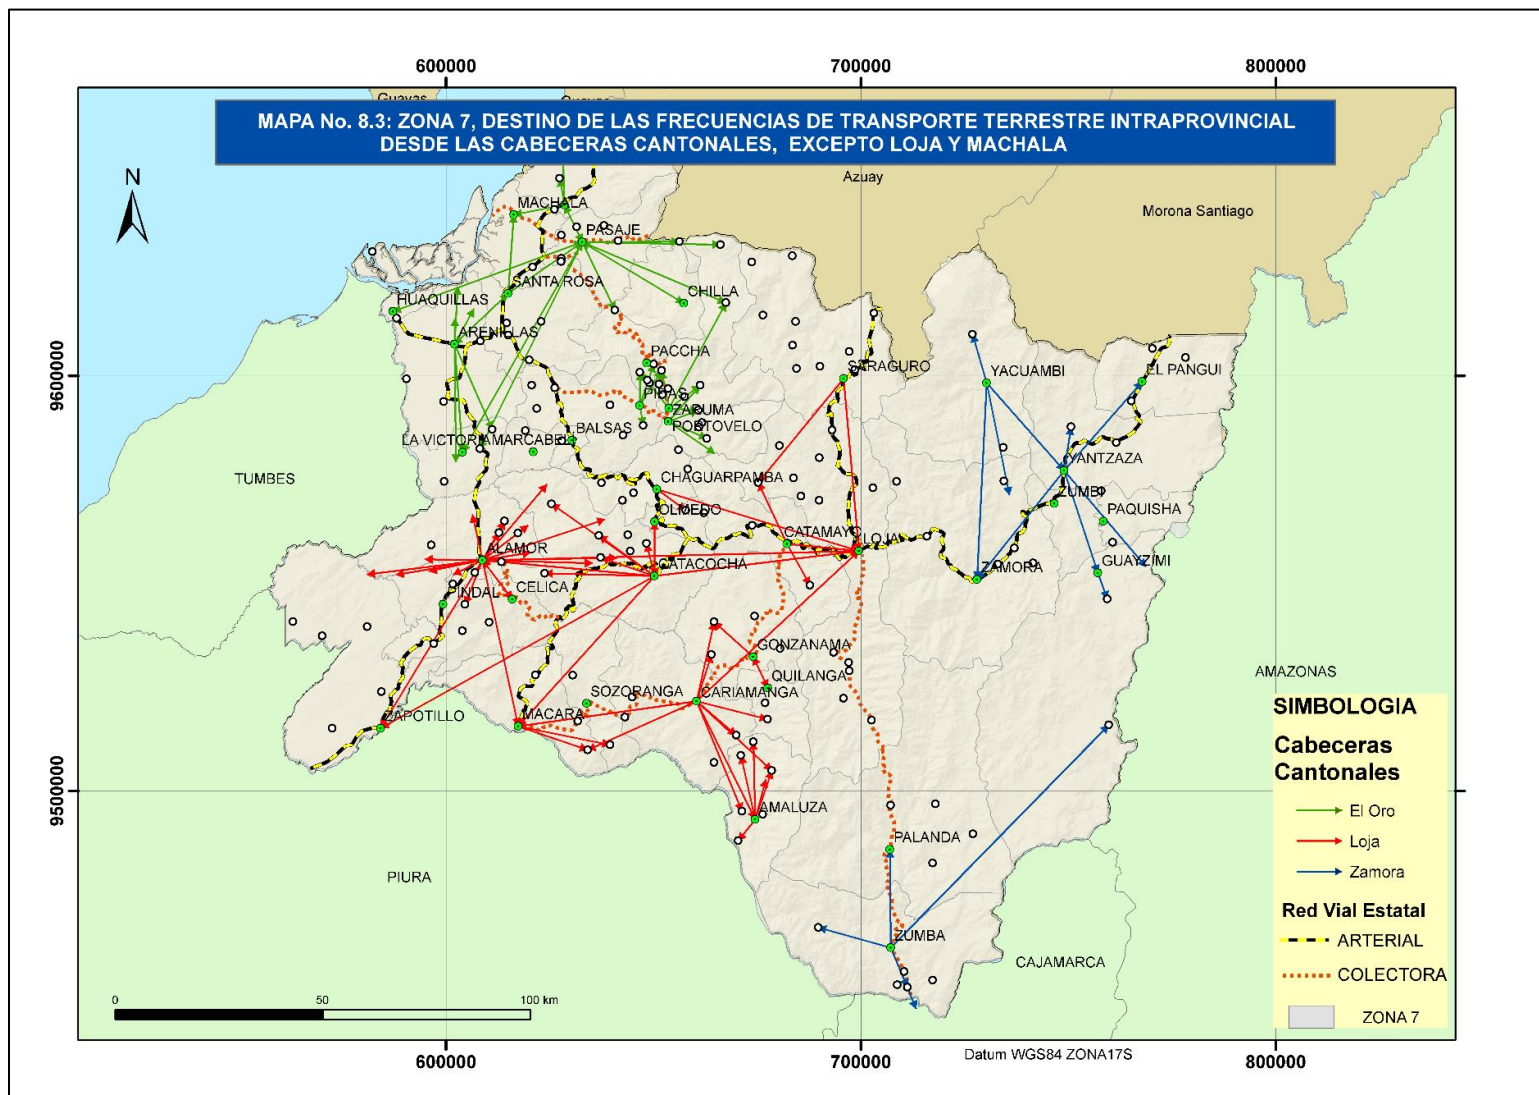 600000
700000
800000
Guayas
MAPA No. 8.3: ZONA 7, DESTINO DE LAS FRECUENCIAS DE TRANSPORTE TERRESTRE INTRAPROVINCIAL
DESDE LAS CABECERAS CANTONALES, EXCEPTO LOJA Y MACHALA
N
Azuay
Morona Santiago
MACHALA
PASAJE
SANTA ROSA
CHILLA
HUAQUILLAS
ARENILLAS
PACCHA
SARAGURO
YACUAMBI
EL PANGUI
9600000
9600000
PIÑAS
ZARUMA
PORTOVELO
BALSAS
LA VICTORIA
MARCABELI
YANTZAZA
TUMBES
CHAGUARPAMBA
ZUMBI
OLMEDO
PAQUISHA
CATAMAYO
LOJA
ALAMOR
CATACOCHA
ZAMORA
GUAYZIMI
PINDAL
CELICA
GONZANAMA
QUILANGA
AMAZONAS
SOZORANGA
CARIAMANGA
ZAPOTILLO
MACARA
SIMBOLOGIA
Cabeceras
Cantonales
El Oro
Loja
Zamora
Red Vial Estatal
ARTERIAL
COLECTORA
ZONA 7
9500000
9500000
AMALUZA
PALANDA
PIURA
ZUMBA
CAJAMARCA
0
50
100 km
600000
700000
800000
Datum WGS84 ZONA17S